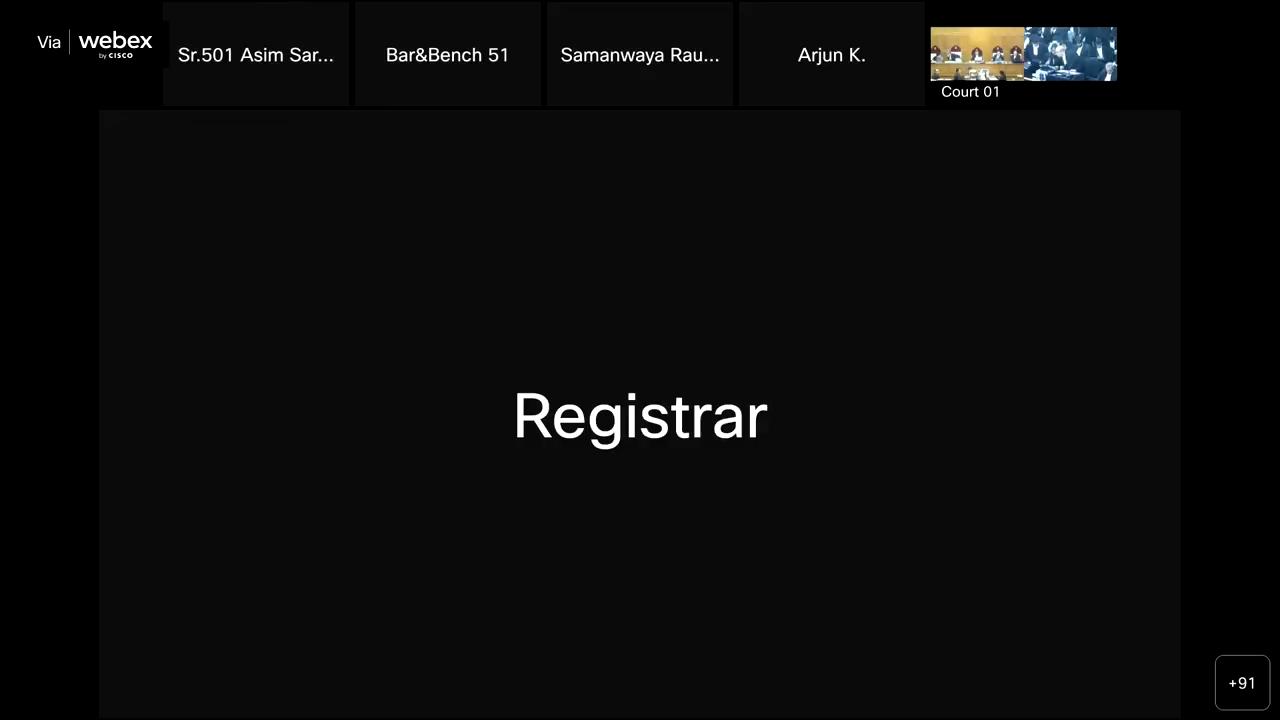 Via webex
by CISCO
Sr.501 Asim Sar...
Bar&Bench 51
Samanwaya Rau...
Arjun K.
Court 01
Registrar
+91